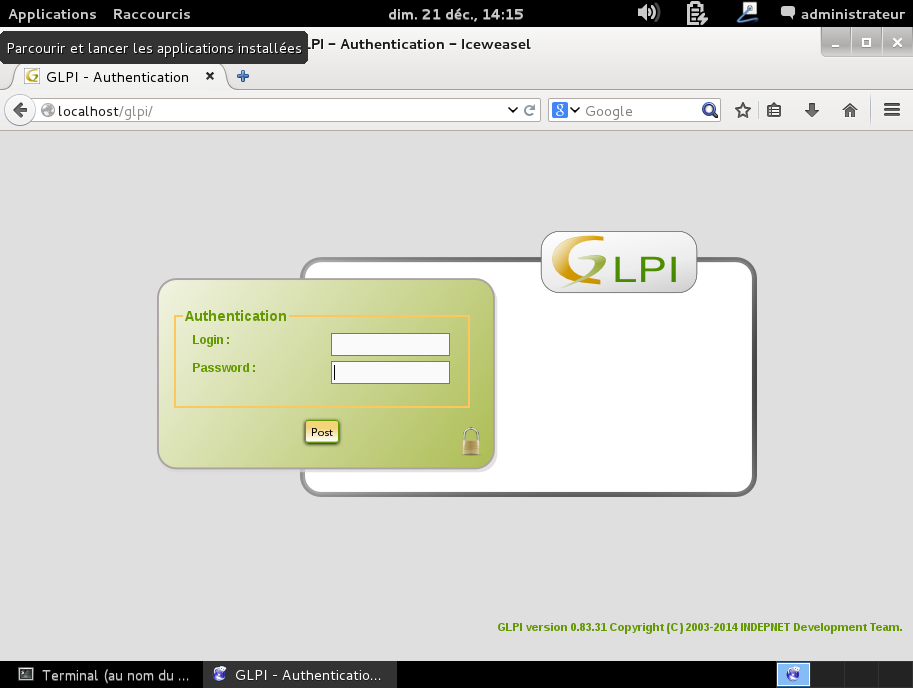 Applications Raccourcis dim. 21 déc., 14:15 administrateur
Parcourir et lancer les applications installées
LPI – Authentication – Iceweasel
GLPI - Authentication
localhost/glpi/
8 Google
GLPI
Authentication
Login :
Password :
Post
GLPI version 0.83.31 Copyright (C) 2003-2014 INDEPNET Development Team.
Terminal (au nom du ... GLPI - Authenticatio...